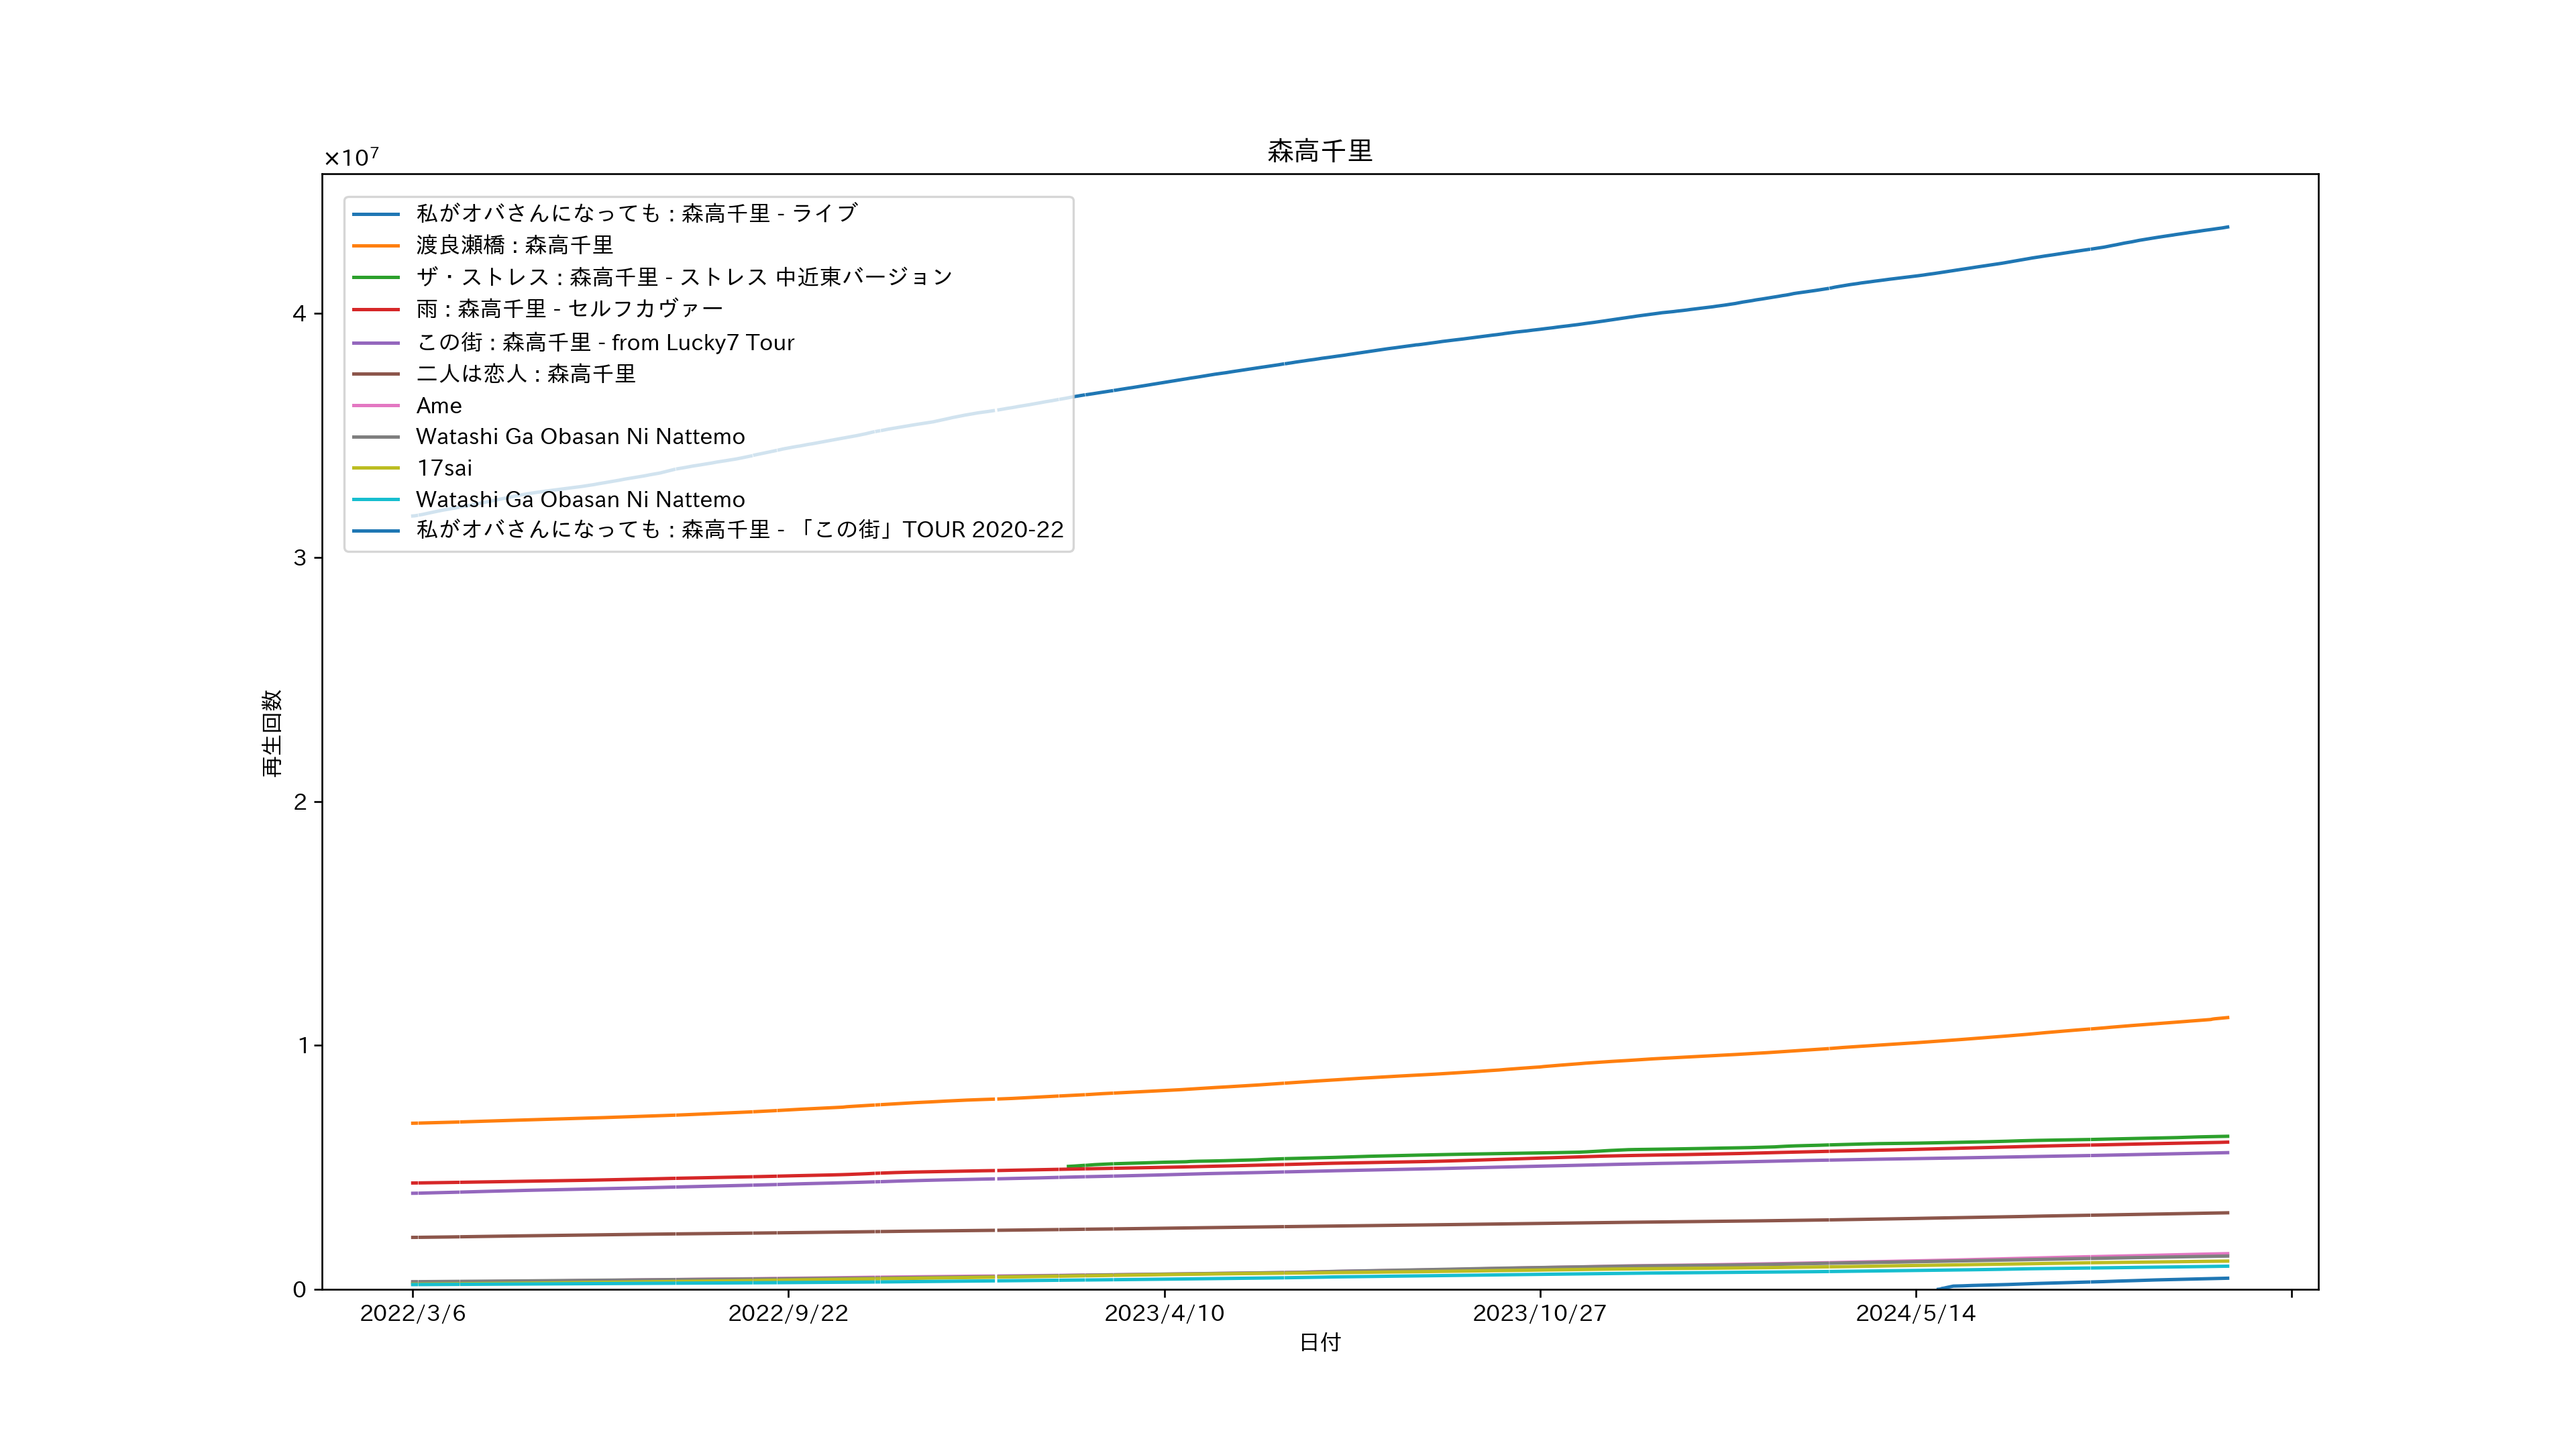 森高千里
×10⁷
私がオバさんになっても : 森高千里 - ライブ
渡良瀬橋 : 森高千里
ザ・ストレス : 森高千里 - ストレス 中近東バージョン
雨 : 森高千里 - セルフカヴァー
この街 : 森高千里 - from Lucky7 Tour
二人は恋人 : 森高千里
Ame
Watashi Ga Obasan Ni Nattemo
17sai
Watashi Ga Obasan Ni Nattemo
私がオバさんになっても : 森高千里 - 「この街」TOUR 2020-22
4
3
2
1
0
再生回数
2022/3/6 2022/9/22 2023/4/10 2023/10/27 2024/5/14
日付